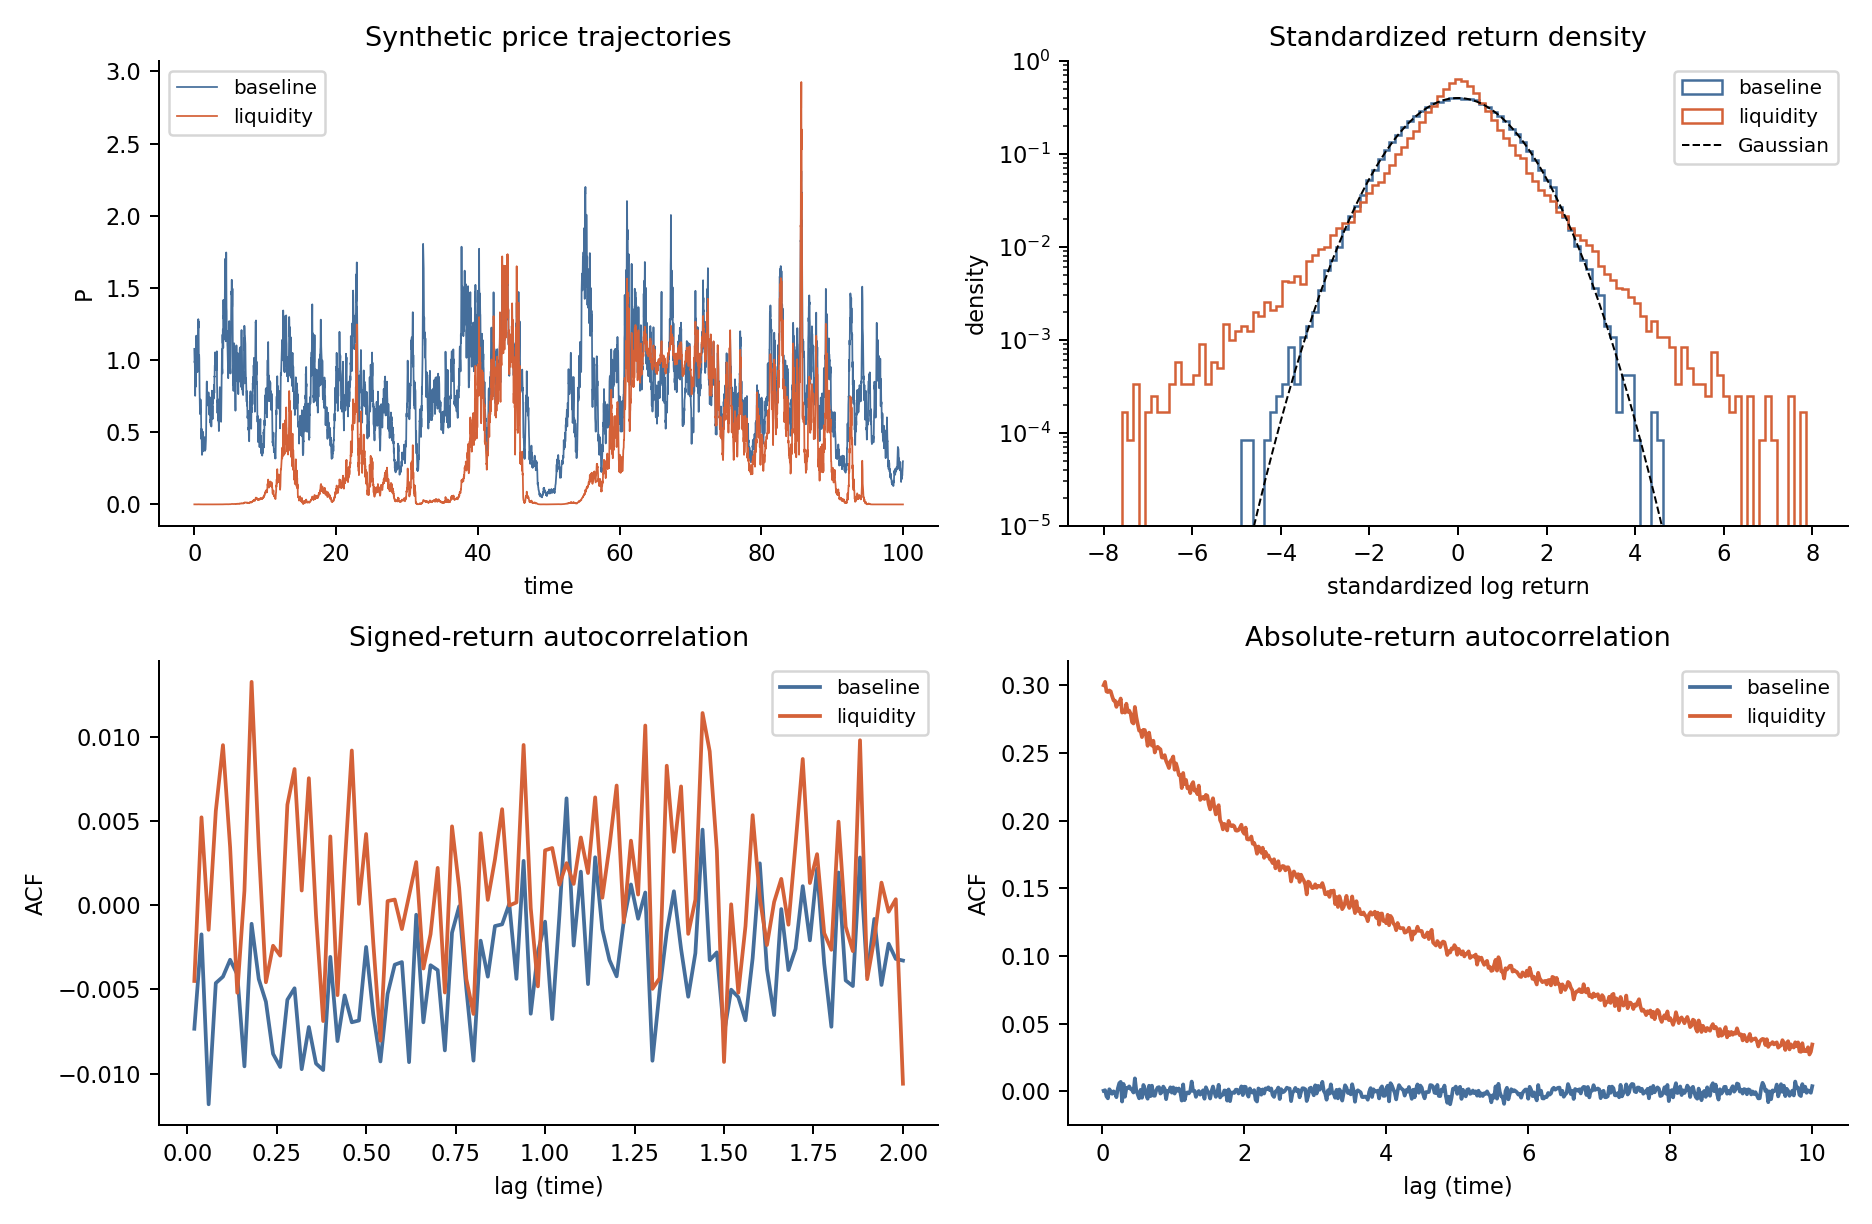 Synthetic price trajectories
baseline
liquidity
3.0
2.5
2.0
1.5
1.0
0.5
0.0
P
0 20 40 60 80 100
time
Standardized return density
baseline
liquidity
Gaussian
10⁰
10⁻¹
10⁻²
10⁻³
10⁻⁴
10⁻⁵
density
−8 −6 −4 −2 0 2 4 6 8
standardized log return
Signed-return autocorrelation
baseline
liquidity
0.010
0.005
0.000
−0.005
−0.010
ACF
0.00 0.25 0.50 0.75 1.00 1.25 1.50 1.75 2.00
lag (time)
Absolute-return autocorrelation
baseline
liquidity
0.30
0.25
0.20
0.15
0.10
0.05
0.00
ACF
0 2 4 6 8 10
lag (time)